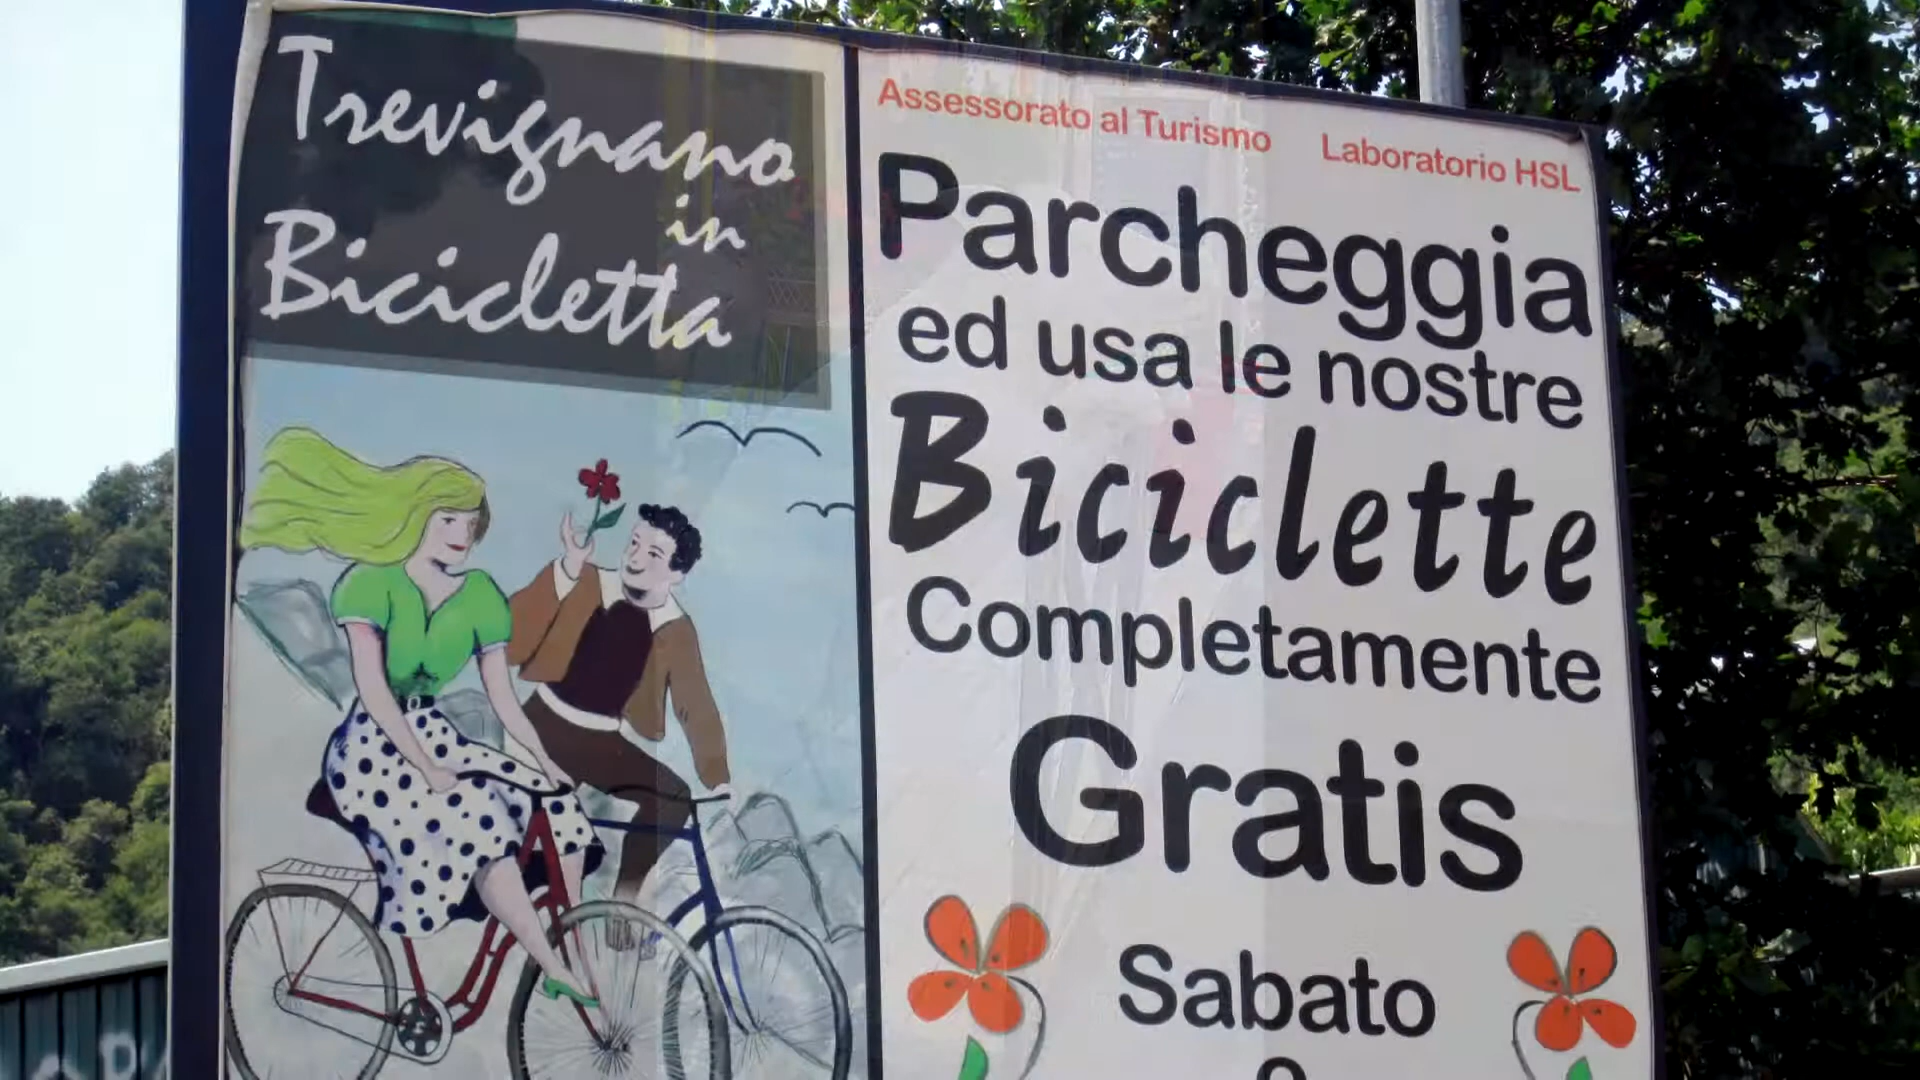 Trevignano
in
Bicicletta
Assessorato al Turismo Laboratorio HSL
Parcheggia
ed usa le nostre
Biciclette
Completamente
Gratis
Sabato